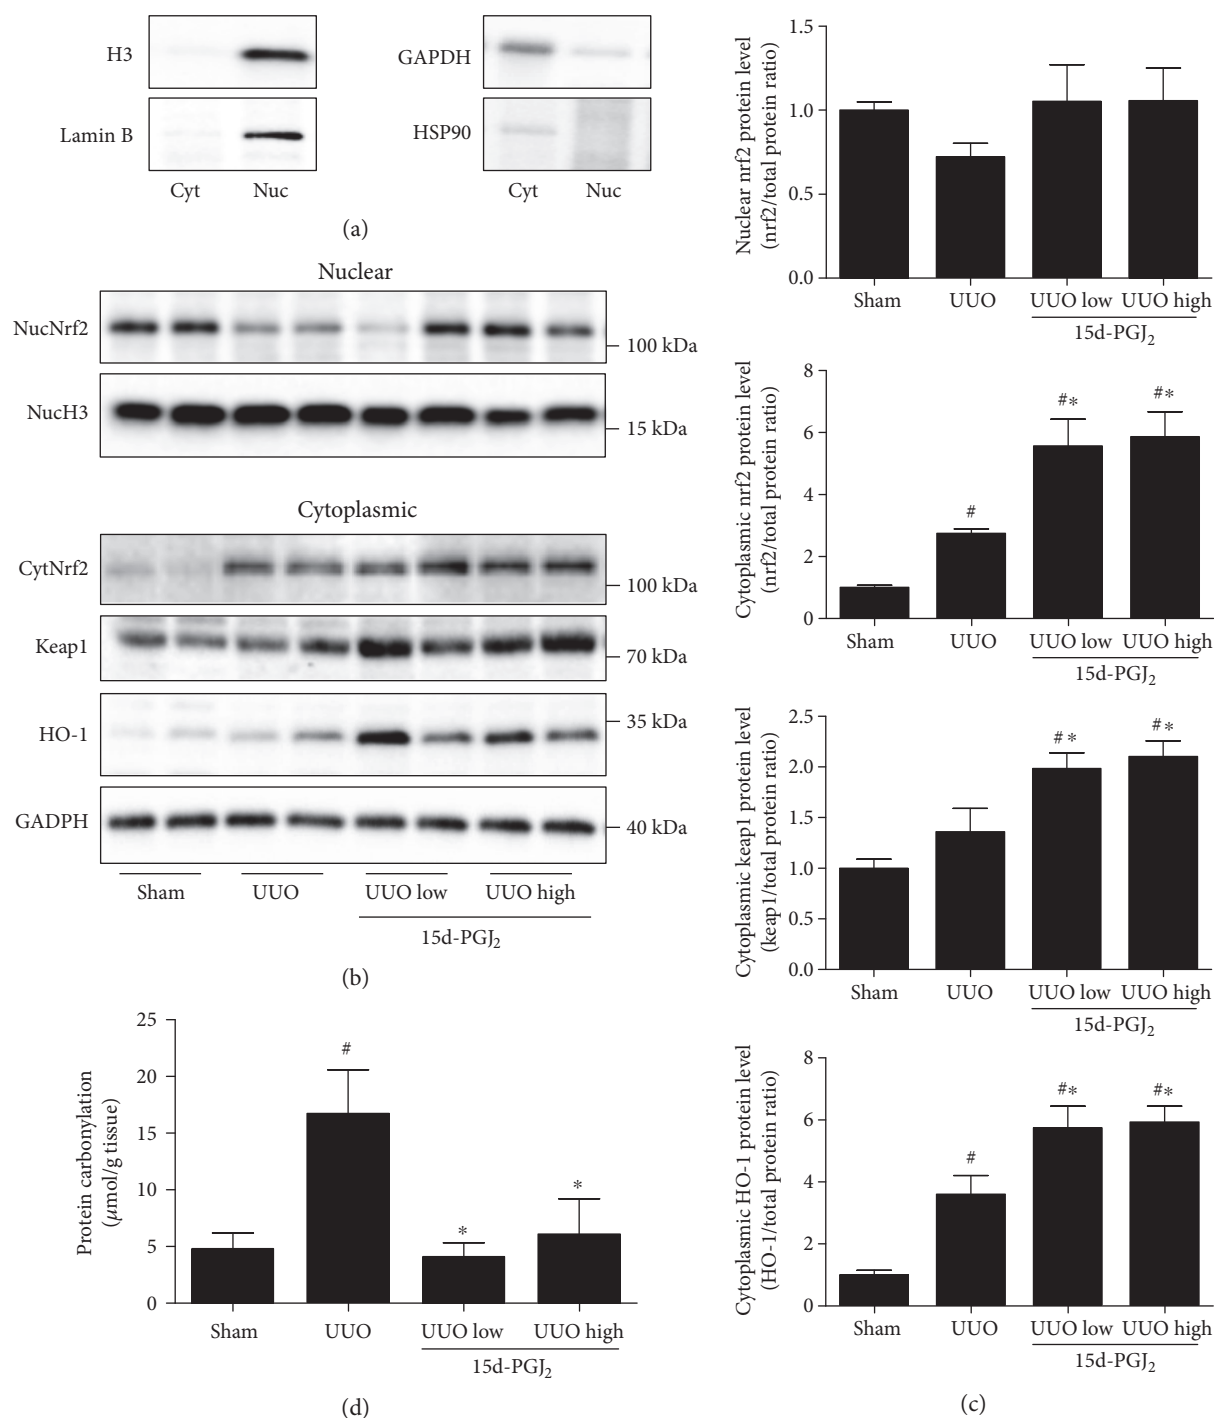 H3
Lamin B
Cyt Nuc
GAPDH
HSP90
Cyt Nuc
(a)
Nuclear
NucNrf2
100 kDa
NucH3
15 kDa
Cytoplasmic
CytNrf2
100 kDa
Keap1
70 kDa
HO-1
35 kDa
GADPH
40 kDa
Sham UUO UUO low UUO high
15d-PGJ₂
(b)
Nuclear nrf2 protein level
(nrf2/total protein ratio)
1.5
1.0
0.5
0.0
Sham UUO UUO low UUO high
15d-PGJ₂
Cytoplasmic nrf2 protein level
(nrf2/total protein ratio)
8
6
4
2
0
#
#*
#*
Sham UUO UUO low UUO high
15d-PGJ₂
Cytoplasmic keap1 protein level
(keap1/total protein ratio)
2.5
2.0
1.5
1.0
0.5
0.0
#*
#*
Sham UUO UUO low UUO high
15d-PGJ₂
Cytoplasmic HO-1 protein level
(HO-1/total protein ratio)
8
6
4
2
0
#
#*
#*
Sham UUO UUO low UUO high
15d-PGJ₂
(c)
Protein carbonylation
(μmol/g tissue)
25
20
15
10
5
0
#
*
*
Sham UUO UUO low UUO high
15d-PGJ₂
(d)